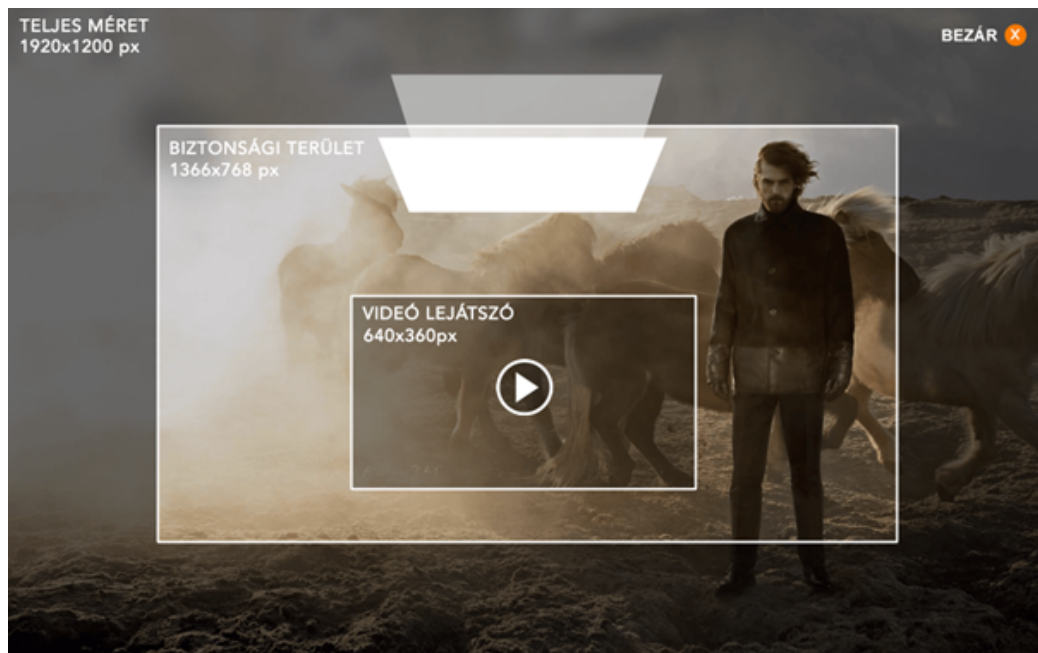 TELJES MÉRET
1920x1200 px
BEZÁR X
BIZTONSÁGI TERÜLET
1366x768 px
VIDEÓ LEJÁTSZÓ
640x360px